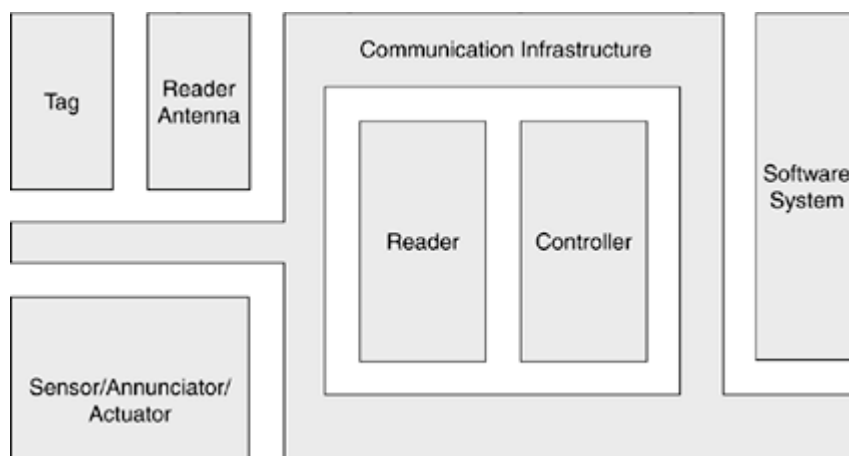 Communication Infrastructure
Tag
Reader
Antenna
Software
System
Reader
Controller
Sensor/Annunciator/
Actuator